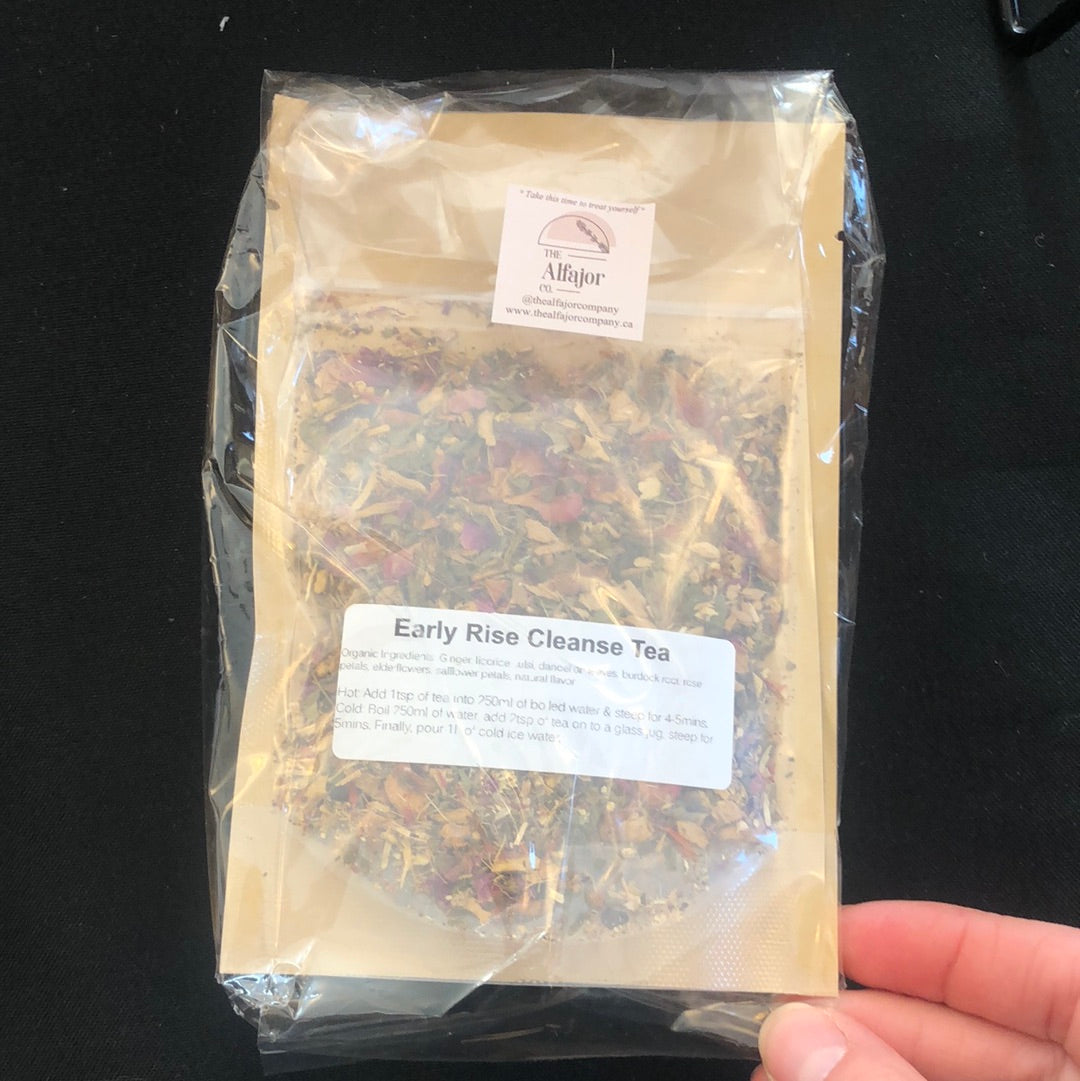 " Take this time to treat yourself "
THE
Alfajor
CO.
@thealfajorcompany
www.thealfajorcompany.ca
Early Rise Cleanse Tea
Organic Ingredients: Ginger, licorice, burdock root, rose
petals, elderflowers, safflower petals, natural flavor
Hot: Add 1tsp of tea into 250ml of boiled water & steep for 4-5mins.
Cold: Boil 250ml of water, add 2tsp of tea on to a glass jug, steep for
5mins. Finally, pour 1L of cold ice water.